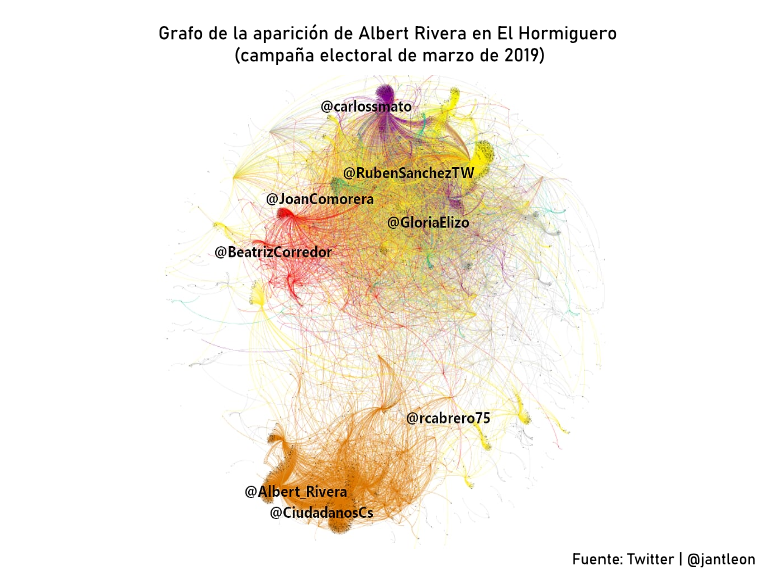 Grafo de la aparición de Albert Rivera en El Hormiguero
(campaña electoral de marzo de 2019)
@carlossmato
@RubenSanchezTW
@JoanComorera
@GloriaElizo
@BeatrizCorredor
@rcabrero75
@Albert_Rivera
@CiudadanosCs
Fuente: Twitter | @jantleon